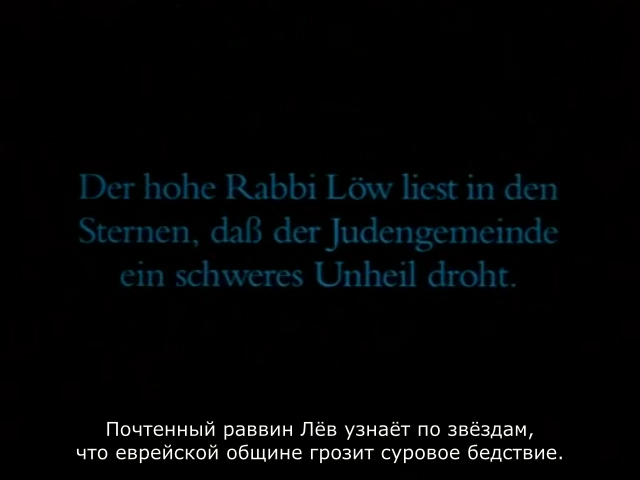 Der hohe Rabbi Löw liest in den
Sternen, daß der Judengemeinde
ein schweres Unheil droht.
Почтенный раввин Лёв узнаёт по звёздам,
что еврейской общине грозит суровое бедствие.